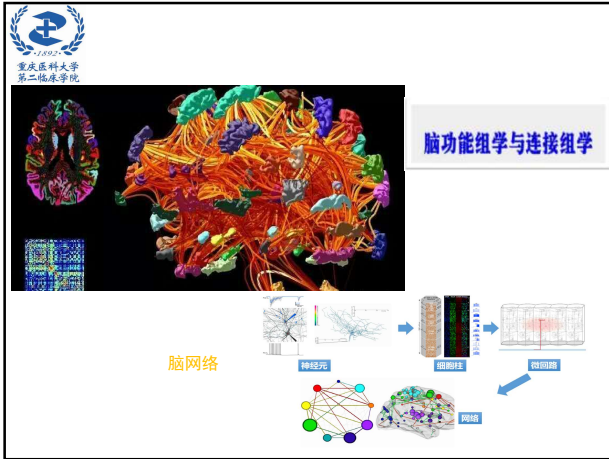 ·1892·
重庆医科大学
第二临床学院
脑功能组学与连接组学
脑网络
神经元
细胞柱
微回路
网络